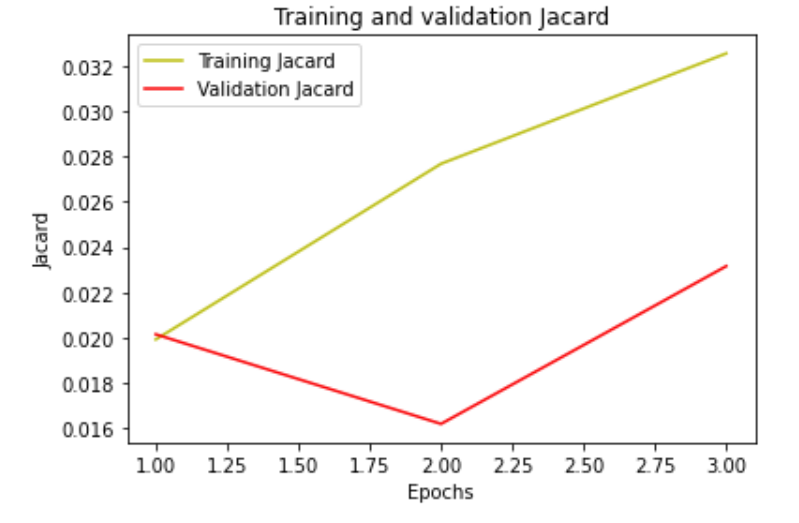 Training and validation Jacard
Training Jacard
Validation Jacard
Jacard
0.032
0.030
0.028
0.026
0.024
0.022
0.020
0.018
0.016
1.00 1.25 1.50 1.75 2.00 2.25 2.50 2.75 3.00
Epochs